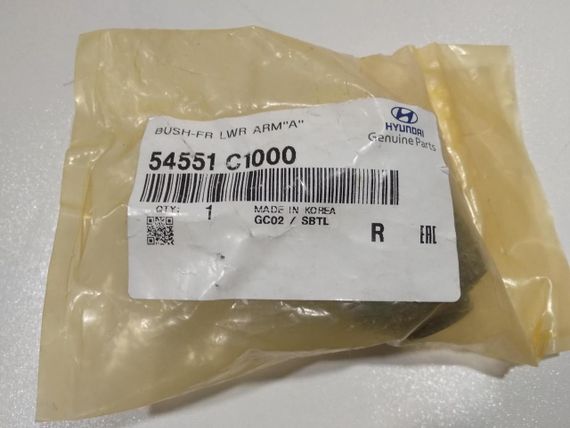 BUSH-FR LWR ARM"A"
HYUNDAI
Genuine Parts
54551 C1000
QTY: 1
MADE IN KOREA
GC02 / SBTL
R
EAC